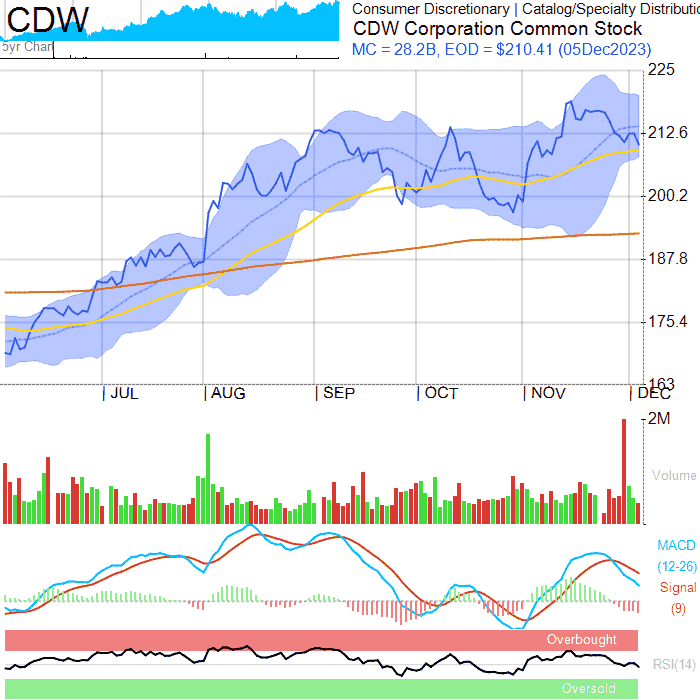 CDW
5yr Chart
Consumer Discretionary | Catalog/Specialty Distributio
CDW Corporation Common Stock
MC = 28.2B, EOD = $210.41 (05Dec2023)
225
212.6
200.2
187.8
175.4
163
| JUL | AUG | SEP | OCT | NOV | DEC
2M
Volume
MACD
(12-26)
Signal
(9)
Overbought
RSI(14)
Oversold